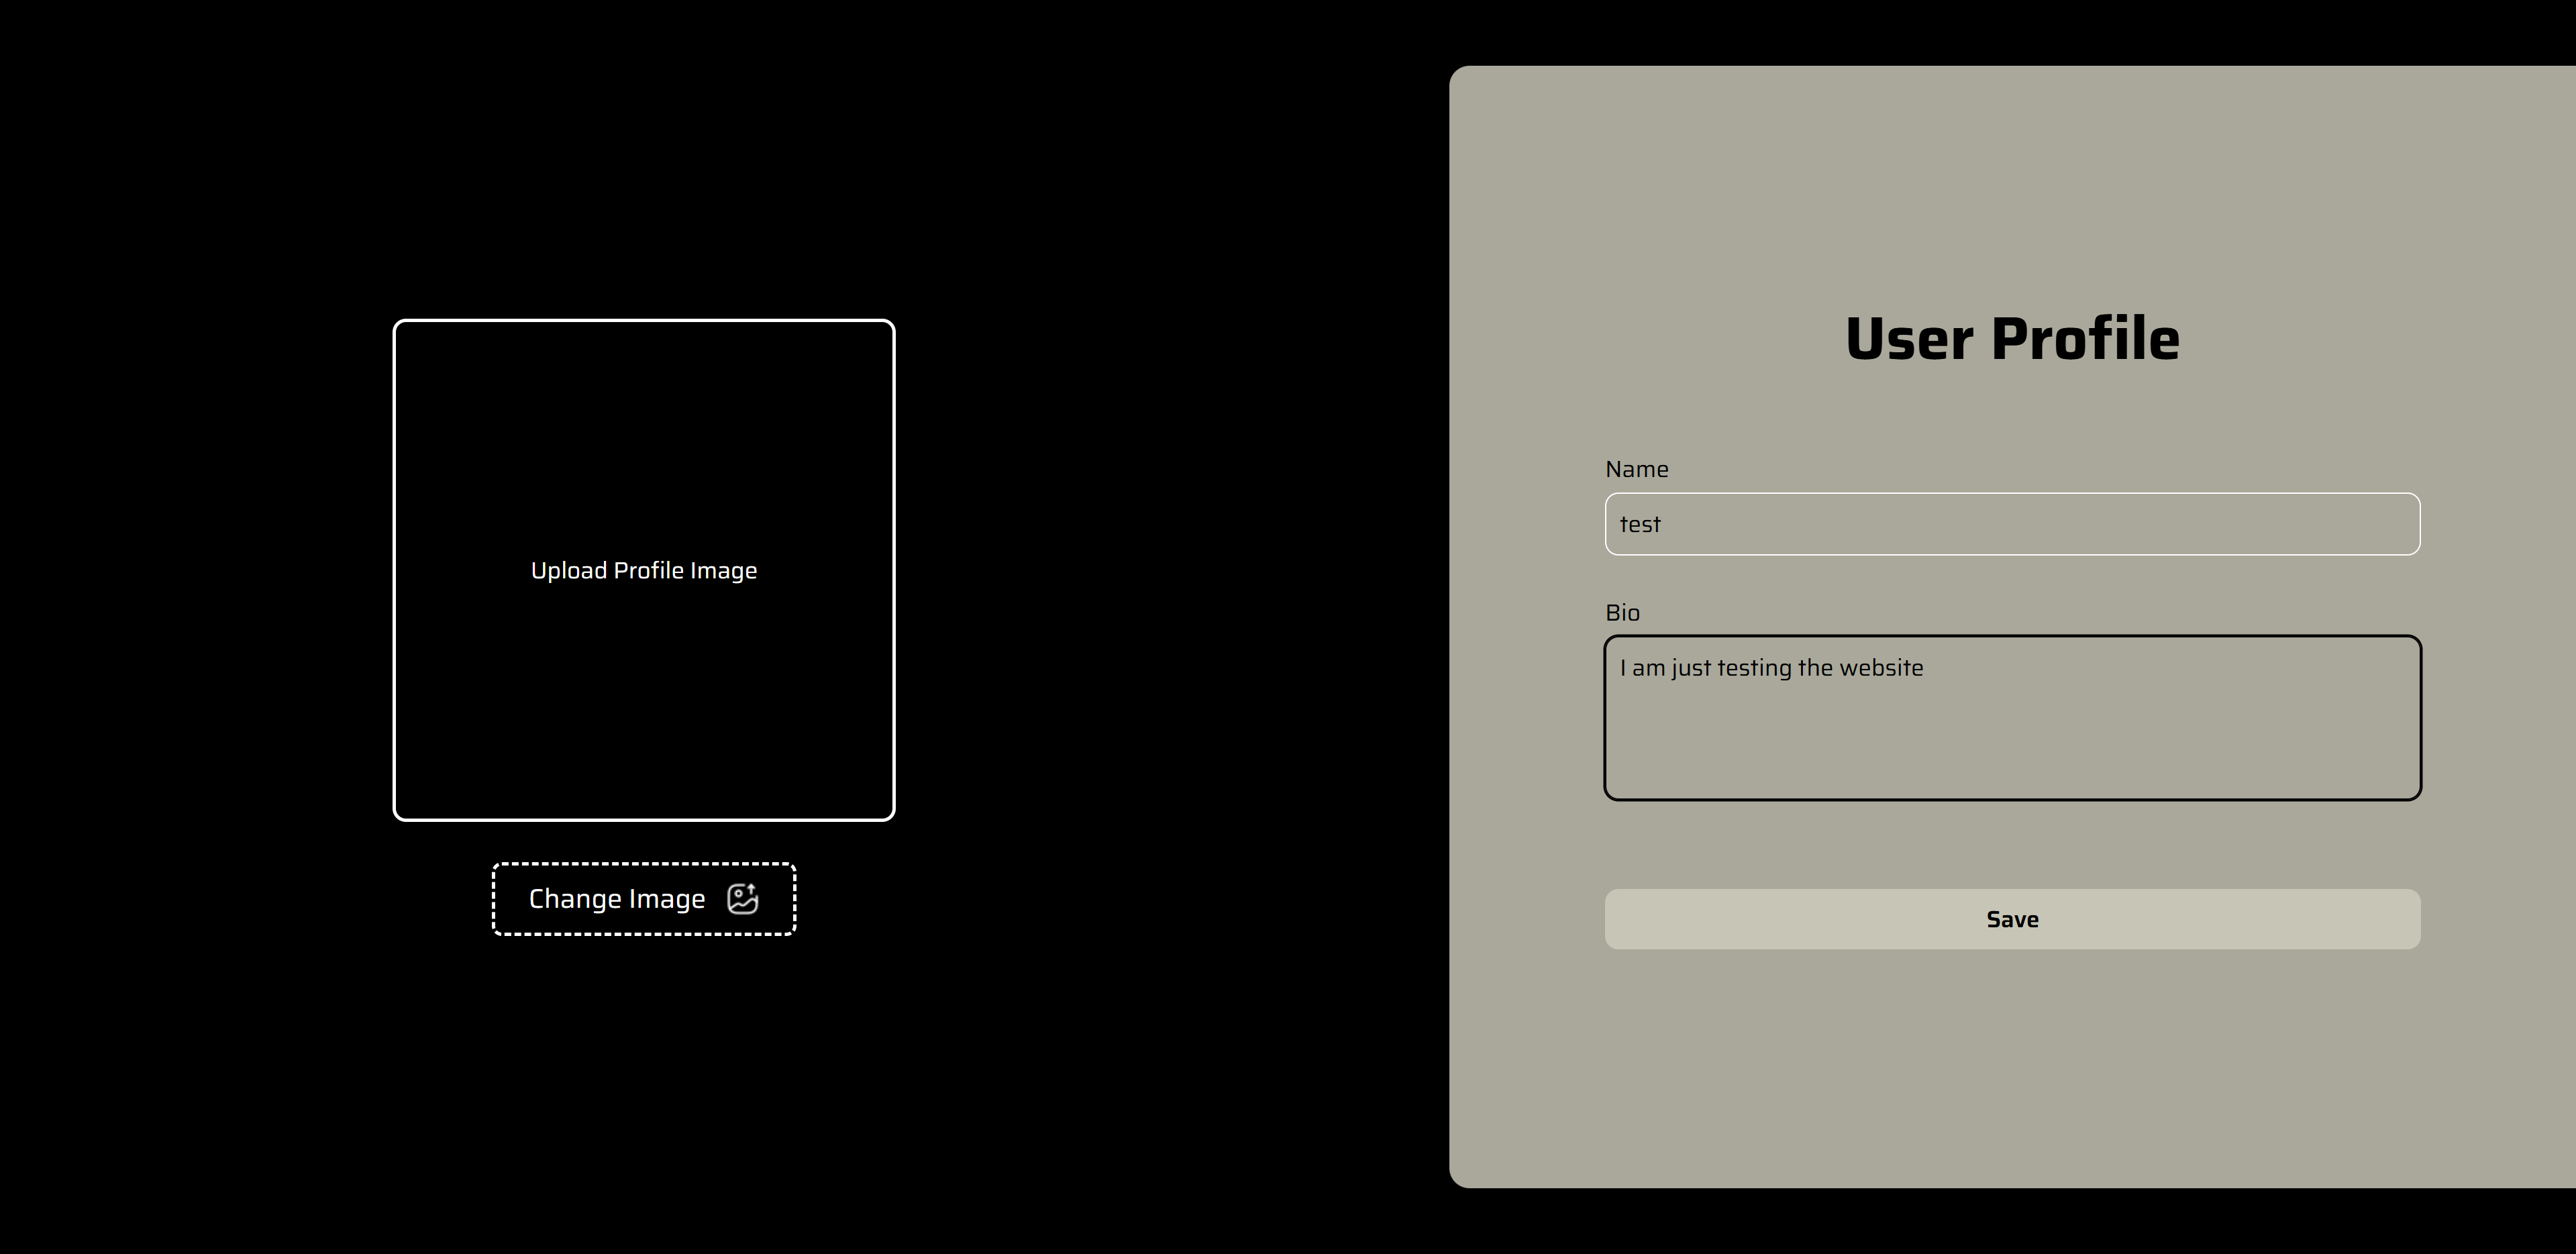 Upload Profile Image
Change Image
User Profile
Name
test
Bio
I am just testing the website
Save